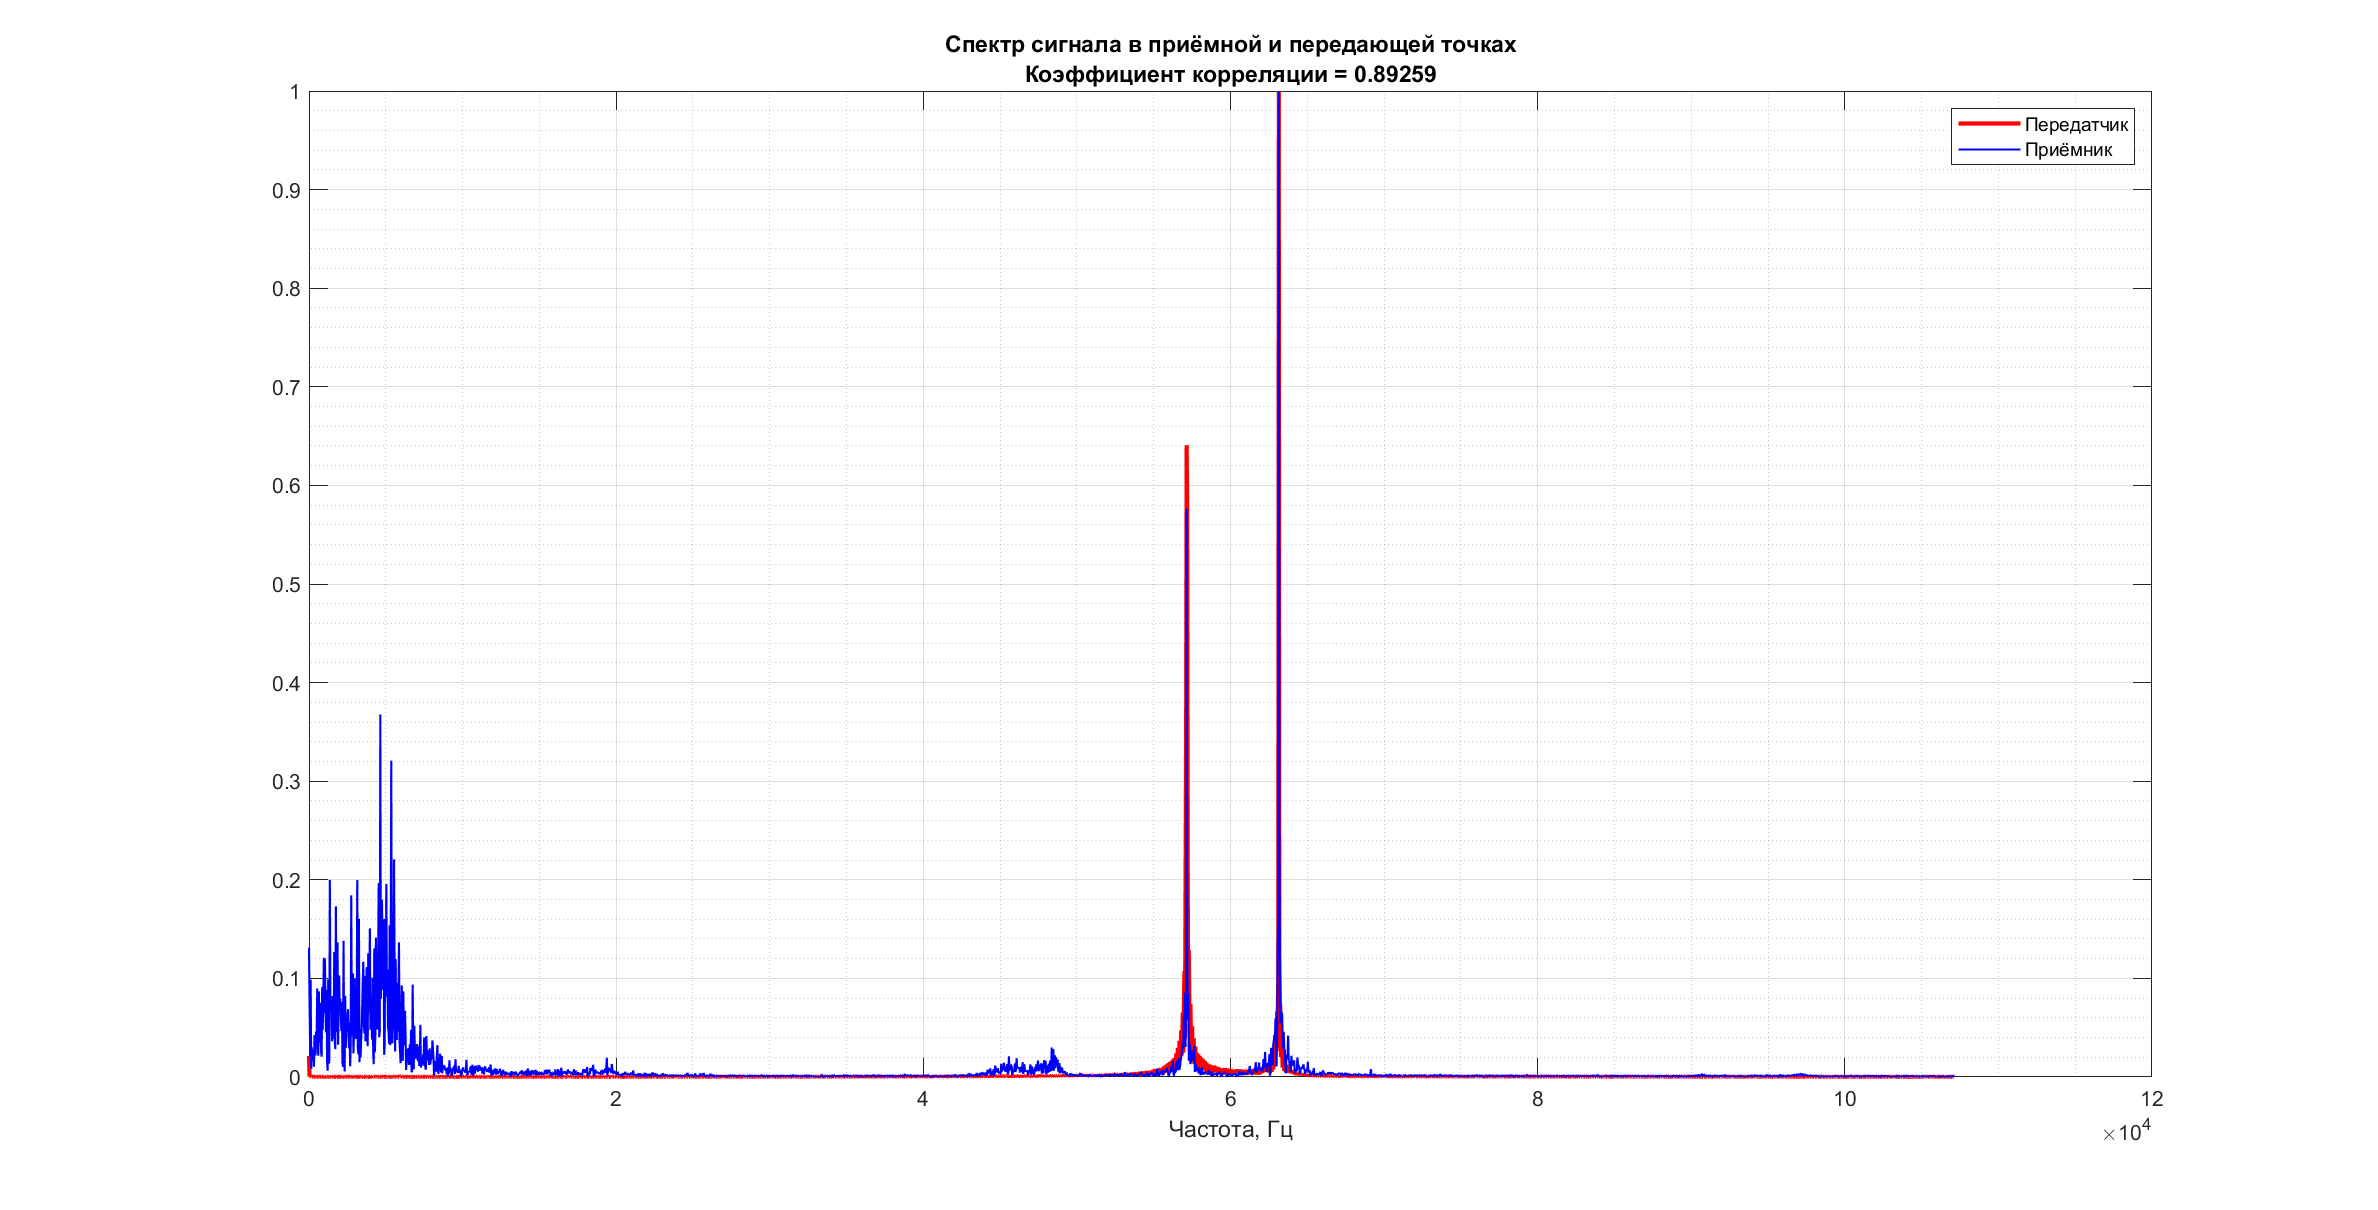 Спектр сигнала в приёмной и передающей точках
Коэффициент корреляции = 0.89259
Передатчик
Приёмник
1
0.9
0.8
0.7
0.6
0.5
0.4
0.3
0.2
0.1
0
0 2 4 6 8 10 12
Частота, Гц
×10⁴